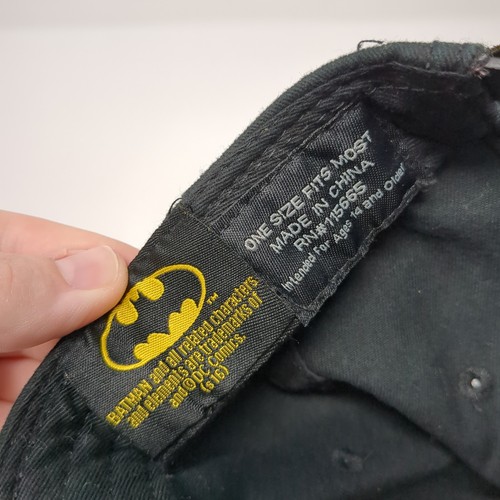 ONE SIZE FITS MOST
MADE IN CHINA
RN#115665
Intended For Ages 14 and Older
TM
BATMAN and all related characters
and elements are trademarks of
and © DC Comics.
(s16)